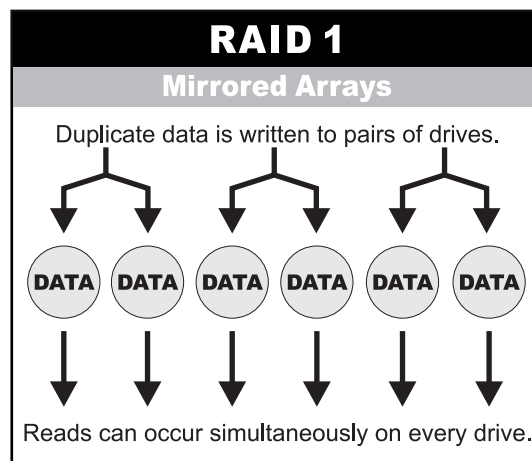 RAID 1
Mirrored Arrays
Duplicate data is written to pairs of drives.
DATA DATA DATA DATA DATA DATA
Reads can occur simultaneously on every drive.